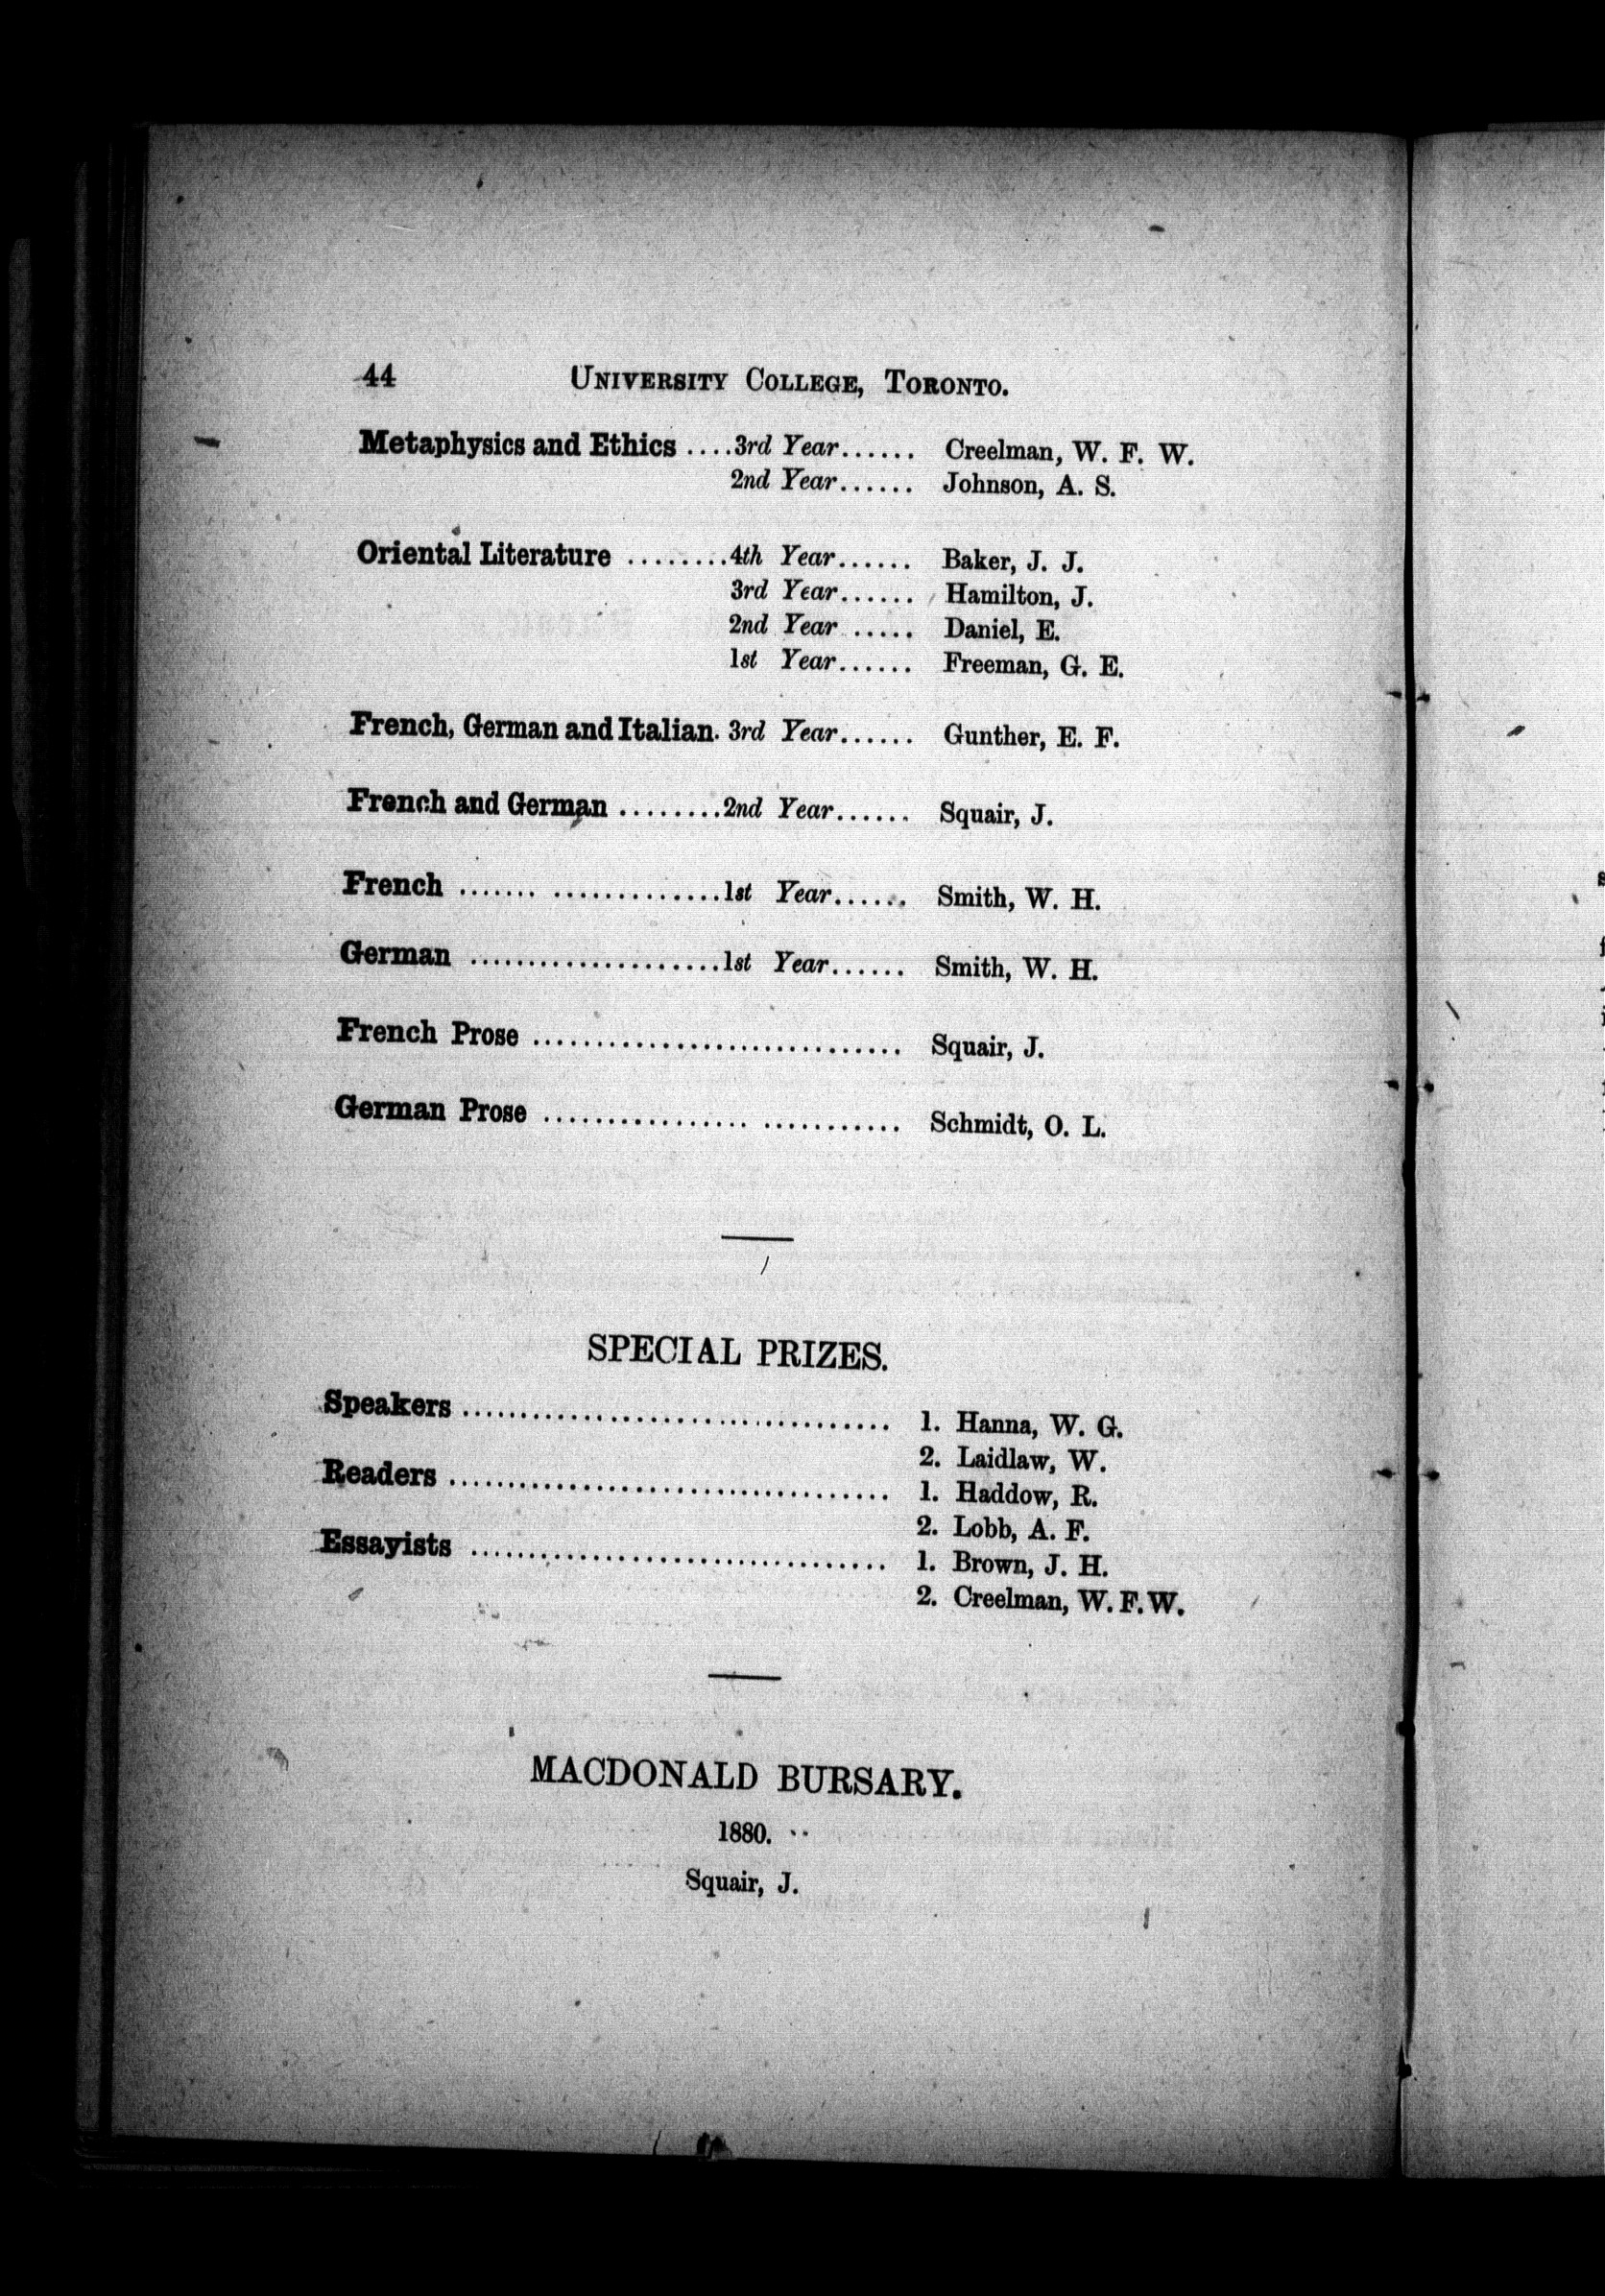 44 UNIVERSITY COLLEGE, TORONTO.
Metaphysics and Ethics ....3rd Year...... Creelman, W. F. W.
2nd Year...... Johnson, A. S.
Oriental Literature ........4th Year...... Baker, J. J.
3rd Year...... Hamilton, J.
2nd Year ..... Daniel, E.
1st Year...... Freeman, G. E.
French, German and Italian. 3rd Year...... Gunther, E. F.
French and German ........2nd Year...... Squair, J.
French ....... ..............1st Year...... Smith, W. H.
German .....................1st Year...... Smith, W. H.
French Prose .............................. Squair, J.
German Prose ................ ........... Schmidt, O. L.
SPECIAL PRIZES.
Speakers ................................... 1. Hanna, W. G.
2. Laidlaw, W.
Readers .................................... 1. Haddow, R.
2. Lobb, A. F.
Essayists .................................. 1. Brown, J. H.
2. Creelman, W. F. W.
MACDONALD BURSARY.
1880.
Squair, J.